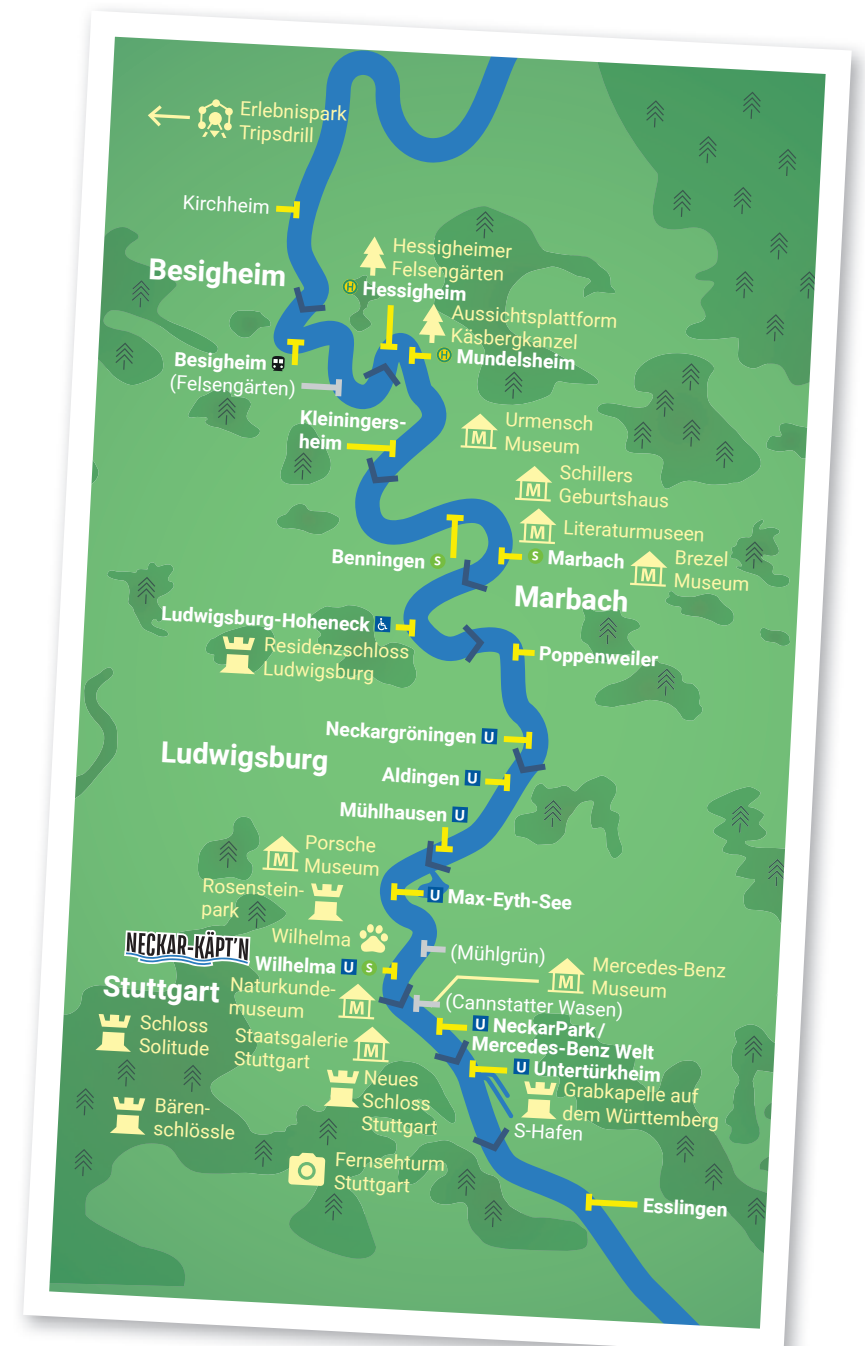 Erlebnispark
Tripsdrill
Kirchheim
Besigheim
Hessigheimer
Felsengärten
H Hessigheim
Aussichtsplattform
Käsbergkanzel
H Mundelsheim
Besigheim
(Felsengärten)
Kleiningers-
heim
M Urmensch
Museum
M Schillers
Geburtshaus
M Literaturmuseen
Benningen S
S Marbach
M Brezel
Museum
Marbach
Ludwigsburg-Hoheneck
Residenzschloss
Ludwigsburg
Poppenweiler
Neckargröningen U
Ludwigsburg
Aldingen U
Mühlhausen U
M Porsche
Museum
Rosenstein-
park
U Max-Eyth-See
Wilhelma
NECKAR-KÄPT'N
(Mühlgrün)
Wilhelma U S
M Mercedes-Benz
Museum
Stuttgart
Naturkunde-
museum M
(Cannstatter Wasen)
Schloss
Solitude
Staatsgalerie
Stuttgart M
U NeckarPark/
Mercedes-Benz Welt
U Untertürkheim
Neues
Schloss
Stuttgart
Grabkapelle auf
dem Württemberg
Bären-
schlössle
S-Hafen
Fernsehturm
Stuttgart
Esslingen